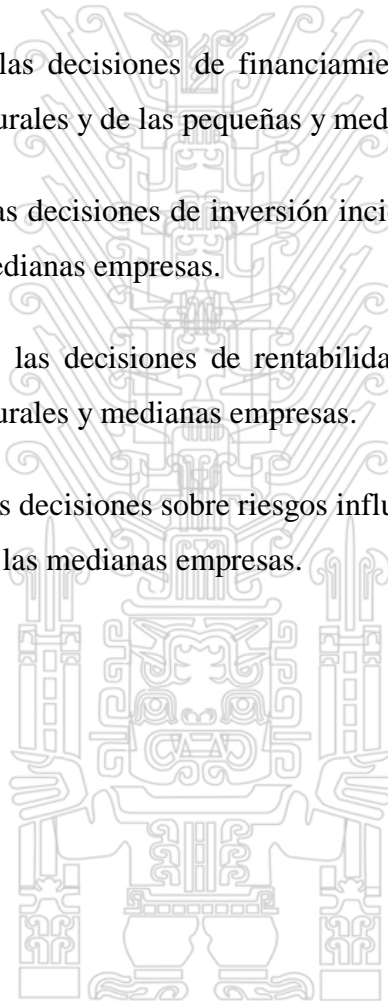 las decisiones de financiamie
urales y de las pequeñas y med
as decisiones de inversión inci
edianas empresas.
las decisiones de rentabilida
urales y medianas empresas.
s decisiones sobre riesgos influ
las medianas empresas.